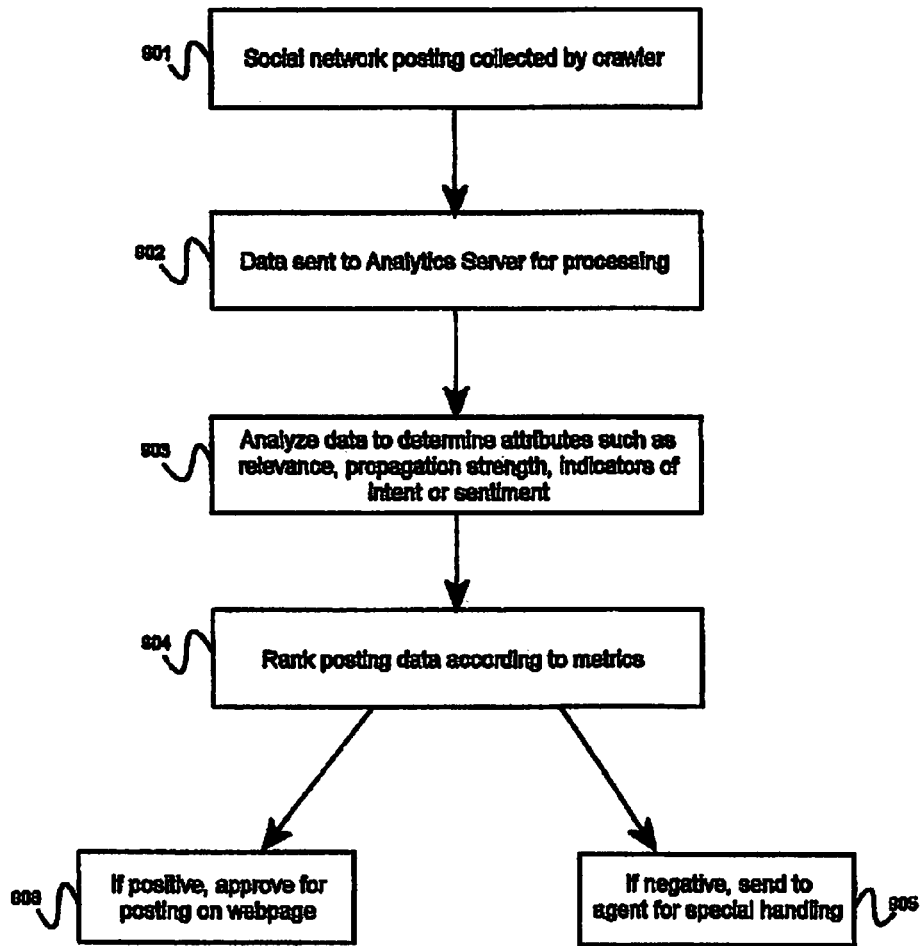 901
Social network posting collected by crawler
902
Data sent to Analytics Server for processing
903
Analyze data to determine attributes such as
relevance, propagation strength, indicators of
intent or sentiment
904
Rank posting data according to metrics
906
If positive, approve for
posting on webpage
If negative, send to
agent for special handling
905